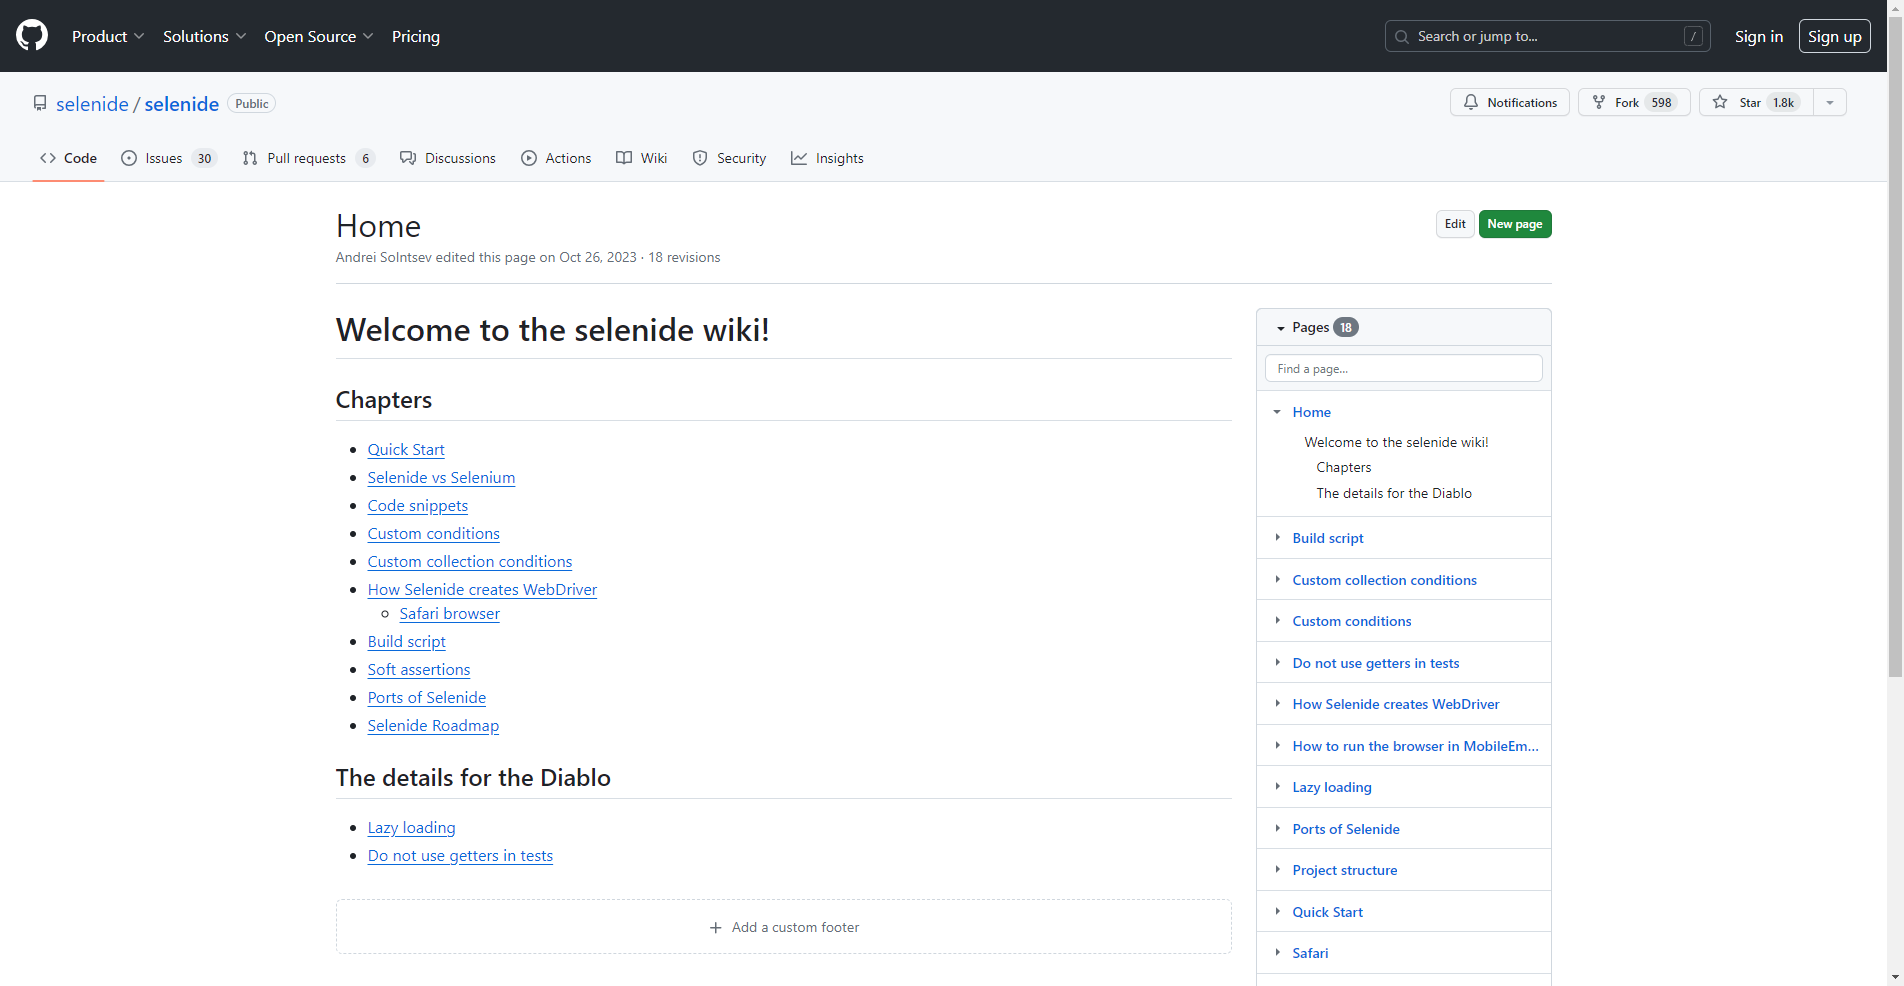 Product Solutions Open Source Pricing Search or jump to... / Sign in Sign up
selenide / selenide Public Notifications Fork 598 Star 1.8k
Code Issues 30 Pull requests 6 Discussions Actions Wiki Security Insights
Home
Edit New page
Andrei Solntsev edited this page on Oct 26, 2023 · 18 revisions
Welcome to the selenide wiki!
Chapters
Quick Start
Selenide vs Selenium
Code snippets
Custom conditions
Custom collection conditions
How Selenide creates WebDriver
Safari browser
Build script
Soft assertions
Ports of Selenide
Selenide Roadmap
The details for the Diablo
Lazy loading
Do not use getters in tests
Add a custom footer
Pages 18
Find a page...
Home
Welcome to the selenide wiki!
Chapters
The details for the Diablo
Build script
Custom collection conditions
Custom conditions
Do not use getters in tests
How Selenide creates WebDriver
How to run the browser in MobileEm...
Lazy loading
Ports of Selenide
Project structure
Quick Start
Safari